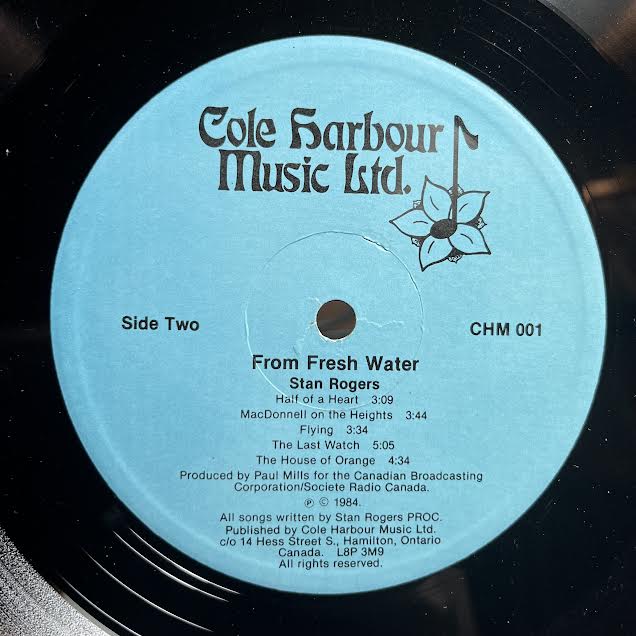 Cole Harbour
Music Ltd.
Side Two
CHM 001
From Fresh Water
Stan Rogers
Half of a Heart 3:09
MacDonnell on the Heights 3:44
Flying 3:34
The Last Watch 5:05
The House of Orange 4:34
Produced by Paul Mills for the Canadian Broadcasting
Corporation/Societe Radio Canada.
℗ © 1984.
All songs written by Stan Rogers PROC.
Published by Cole Harbour Music Ltd.
c/o 14 Hess Street S., Hamilton, Ontario
Canada. L8P 3M9
All rights reserved.